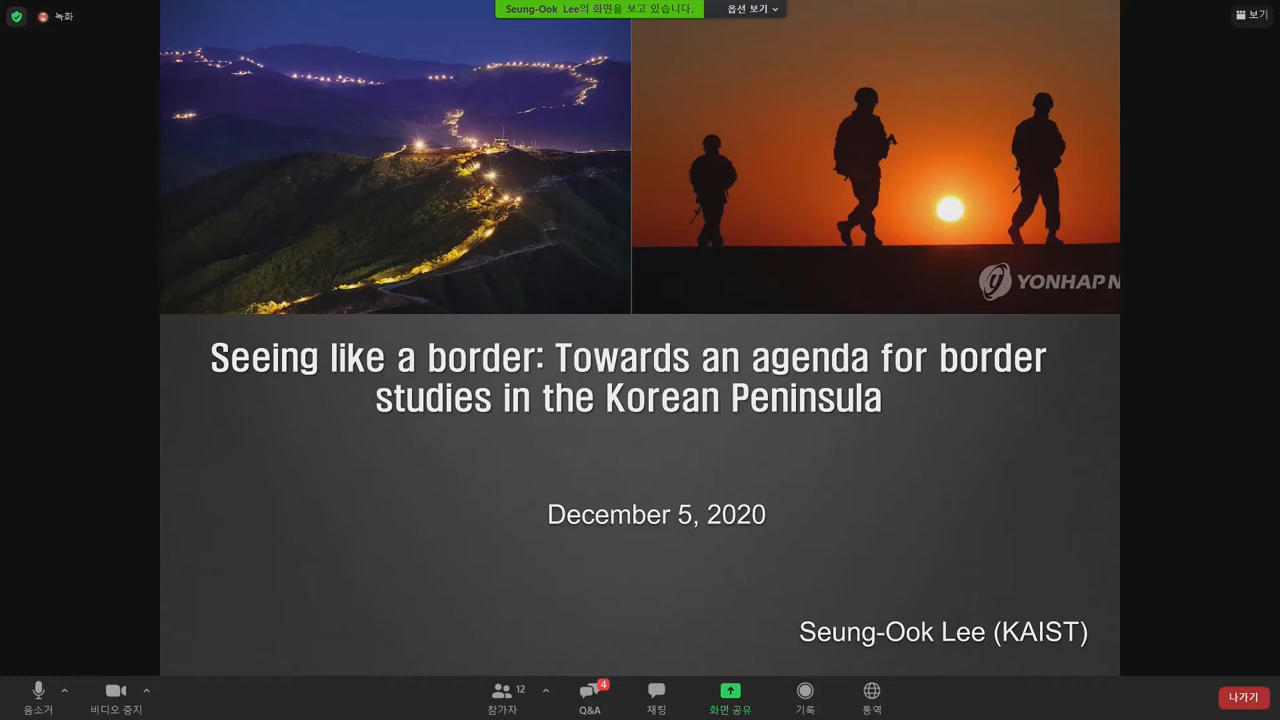 녹화
Seung-Ook Lee의 화면을 보고 있습니다.
옵션 보기
보기
YONHAP N
Seeing like a border: Towards an agenda for border
studies in the Korean Peninsula
December 5, 2020
Seung-Ook Lee (KAIST)
음소거
비디오 중지
12
참가자
4
Q&A
채팅
화면 공유
기록
통역
나가기